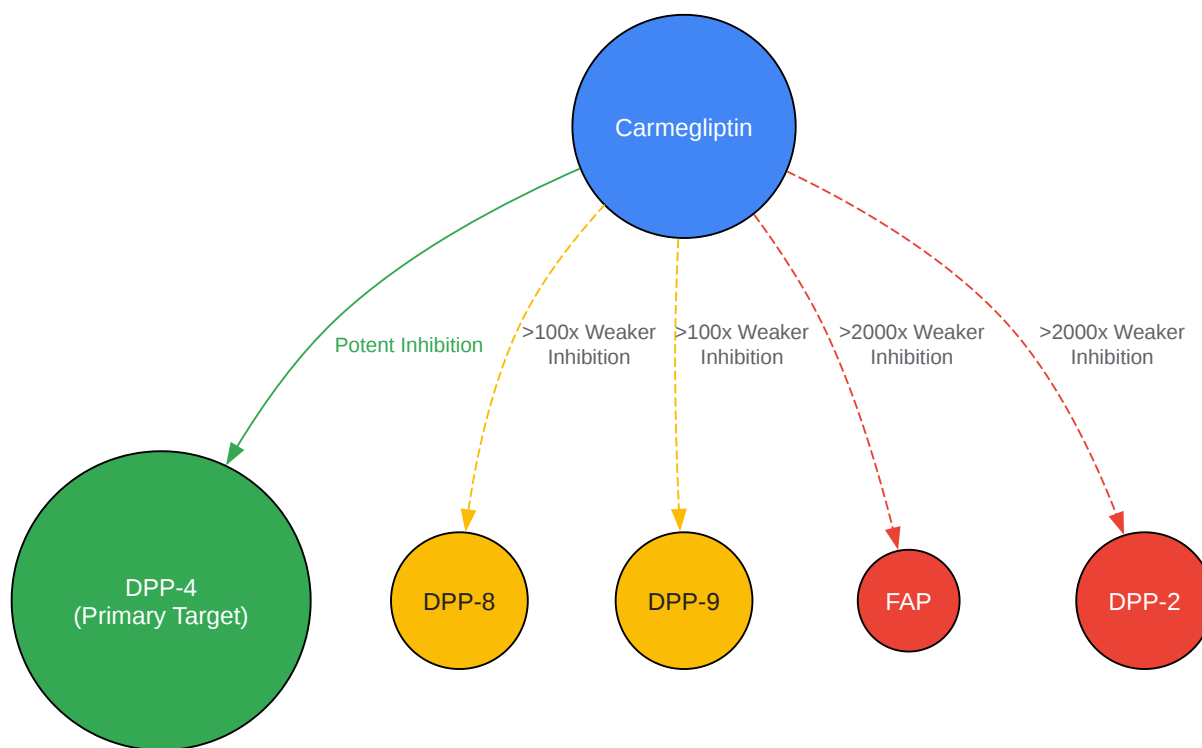 Carmegliptin
Potent Inhibition
>100x Weaker
Inhibition
>100x Weaker
Inhibition
>2000x Weaker
Inhibition
>2000x Weaker
Inhibition
DPP-4
(Primary Target)
DPP-8
DPP-9
FAP
DPP-2